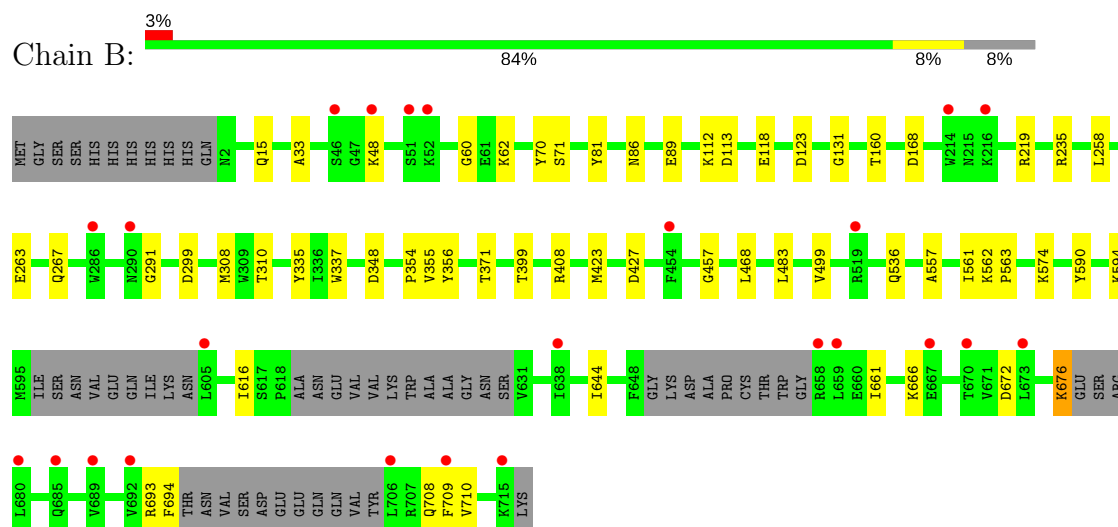 3%
Chain B:
84% 8% 8%
MET GLY SER SER HIS HIS HIS HIS HIS HIS GLN N2 Q15 A33 S46 G47 K48 S51 K52 G60 E61 K62 Y70 S71 Y81 N86 E89 K112 D113 E118 D123 G131 T160 D168 W214 N215 K216 R219 R235 L258
E263 Q267 W286 N290 G291 D299 M308 W309 T310 Y335 I336 W337 D348 P354 V355 Y356 T371 T399 R408 M423 D427 F454 G457 L468 L483 V499 R519 Q536 A557 I561 K562 P563 K574 Y590 K594
M595 ILE SER ASN VAL GLU GLN ILE LYS ASN L605 I616 S617 P618 ALA ASN GLU VAL VAL LYS TRP ALA ALA GLY ASN SER V631 I638 I644 F648 GLY LYS ASP ALA PRO CYS THR TRP GLY R658 L659 E660 I661 K666 E667 T670 V671 D672 L673 K676 GLU SER ARG
L680 Q685 V689 V692 R693 F694 THR ASN VAL SER ASP GLU GLU GLN GLN VAL TYR L706 R707 Q708 F709 V710 K715 LYS